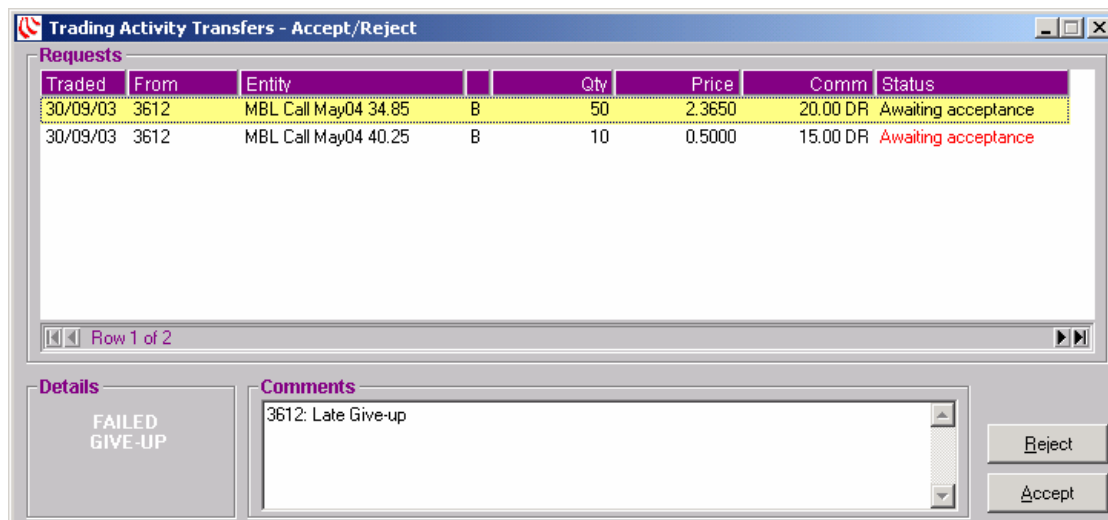 Trading Activity Transfers - Accept/Reject
Requests
Traded From Entity Qty Price Comm Status
30/09/03 3612 MBL Call May04 34.85 B 50 2.3650 20.00 DR Awaiting acceptance
30/09/03 3612 MBL Call May04 40.25 B 10 0.5000 15.00 DR Awaiting acceptance
Row 1 of 2
Details
FAILED
GIVE-UP
Comments
3612: Late Give-up
Reject
Accept